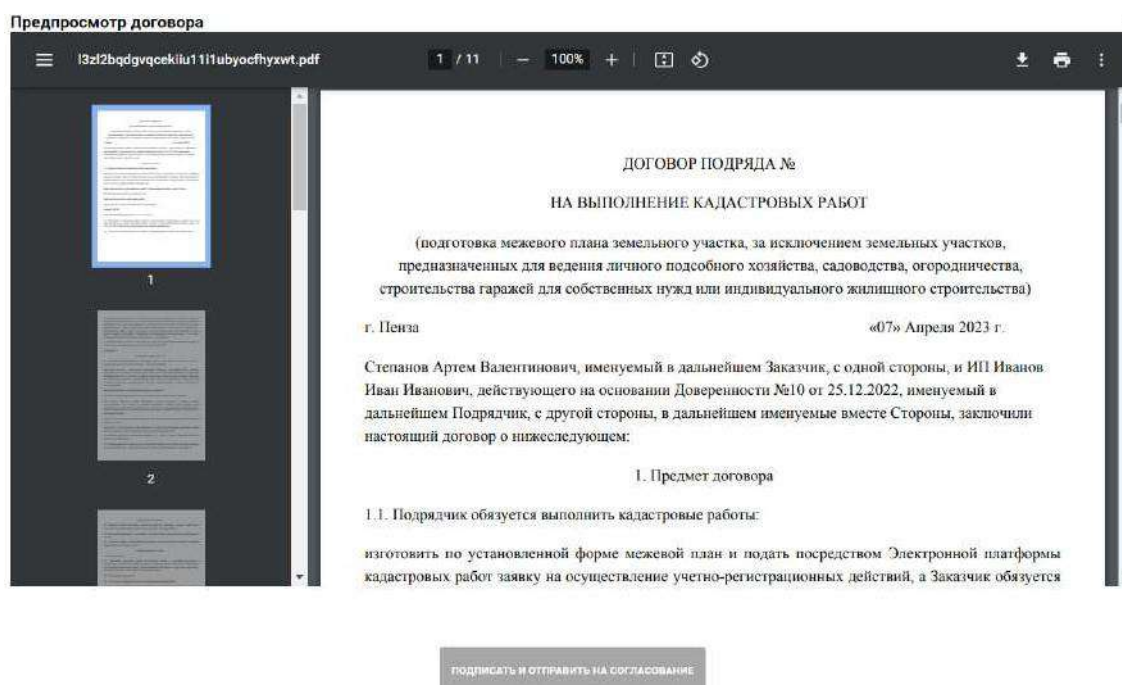 Предпросмотр договора
l3zl2bqdgvqcekiiu11i1ubyocfhyxwt.pdf
1 / 11
100%
ДОГОВОР ПОДРЯДА №
НА ВЫПОЛНЕНИЕ КАДАСТРОВЫХ РАБОТ
(подготовка межевого плана земельного участка, за исключением земельных участков,
предназначенных для ведения личного подсобного хозяйства, садоводства, огородничества,
строительства гаражей для собственных нужд или индивидуального жилищного строительства)
г. Пенза «07» Апреля 2023 г.
Степанов Артем Валентинович, именуемый в дальнейшем Заказчик, с одной стороны, и ИП Иванов
Иван Иванович, действующего на основании Доверенности №10 от 25.12.2022, именуемый в
дальнейшем Подрядчик, с другой стороны, в дальнейшем именуемые вместе Стороны, заключили
настоящий договор о нижеследующем:
1. Предмет договора
1.1. Подрядчик обязуется выполнить кадастровые работы:
изготовить по установленной форме межевой план и подать посредством Электронной платформы
кадастровых работ заявку на осуществление учетно-регистрационных действий, а Заказчик обязуется
1
2
ПОДПИСАТЬ И ОТПРАВИТЬ НА СОГЛАСОВАНИЕ